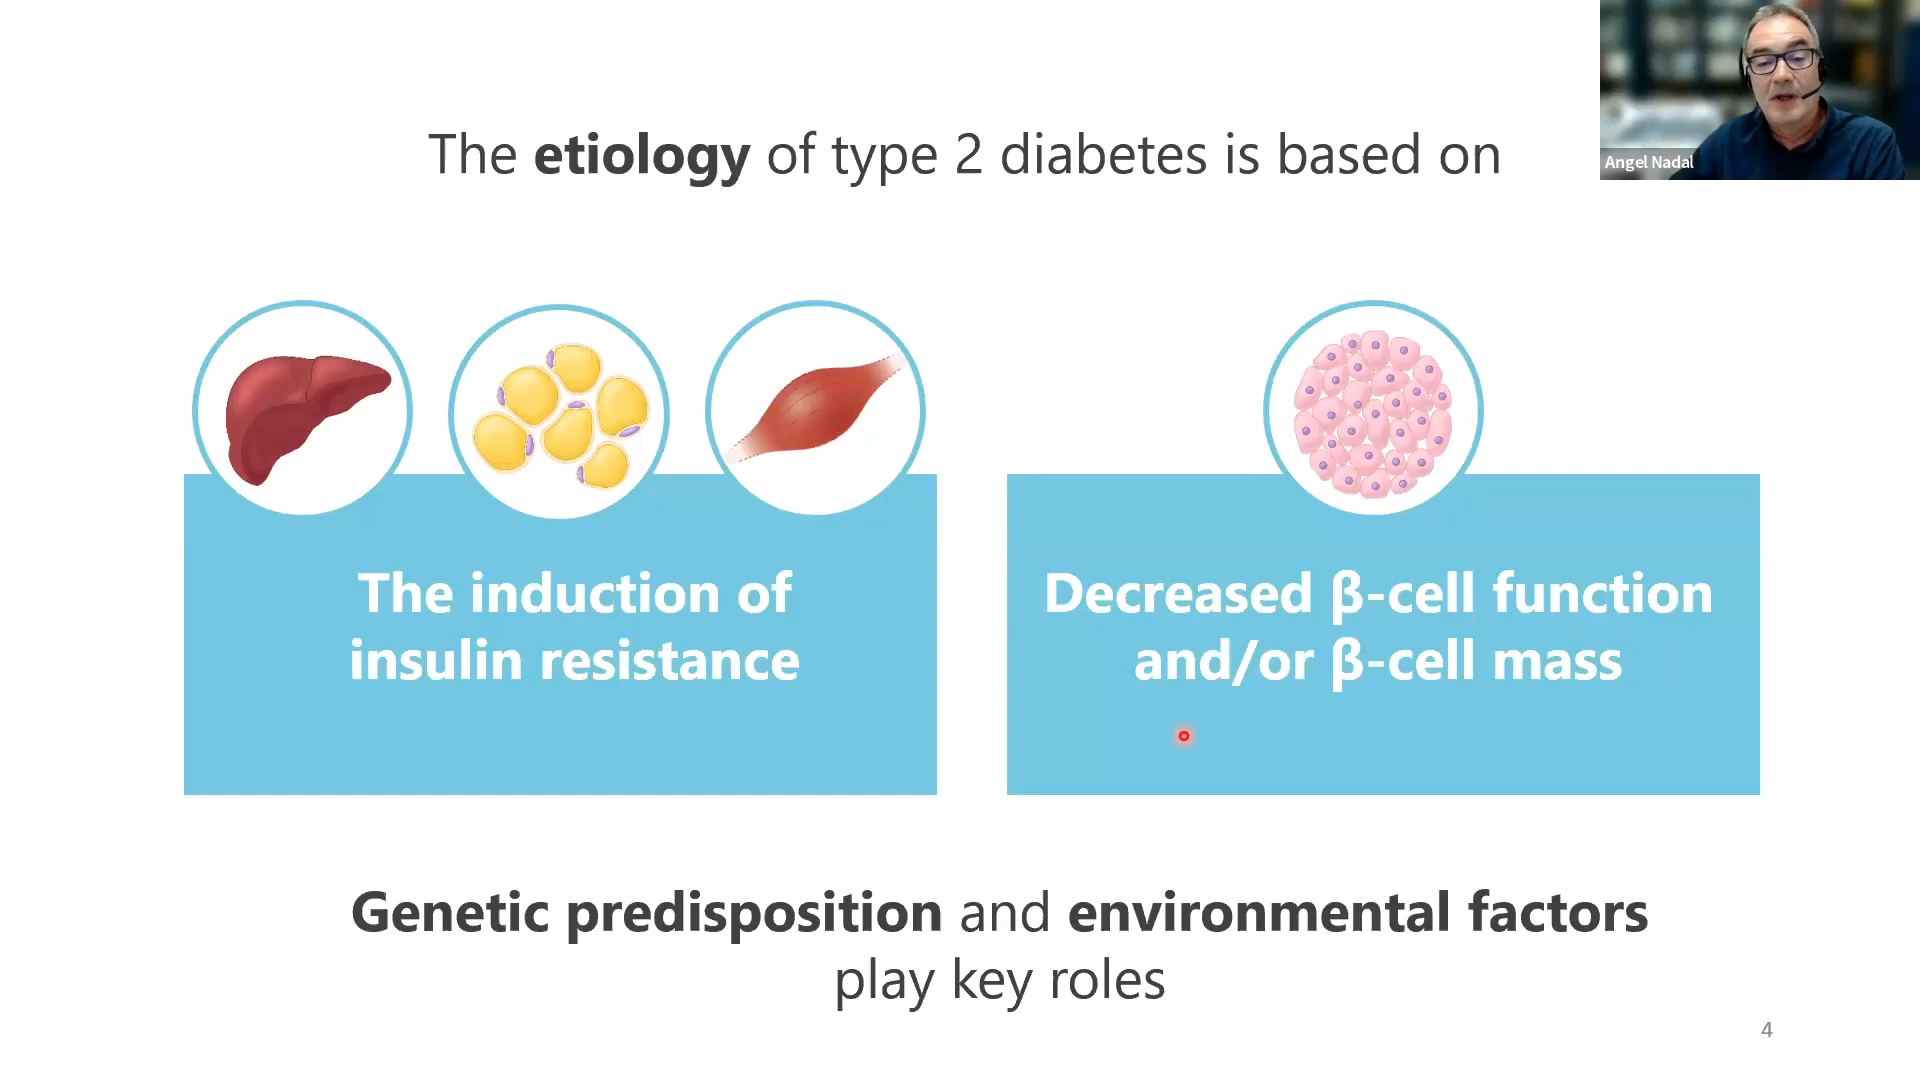 The etiology of type 2 diabetes is based on
Angel Nadal
The induction of
insulin resistance
Decreased β-cell function
and/or β-cell mass
Genetic predisposition and environmental factors
play key roles
4